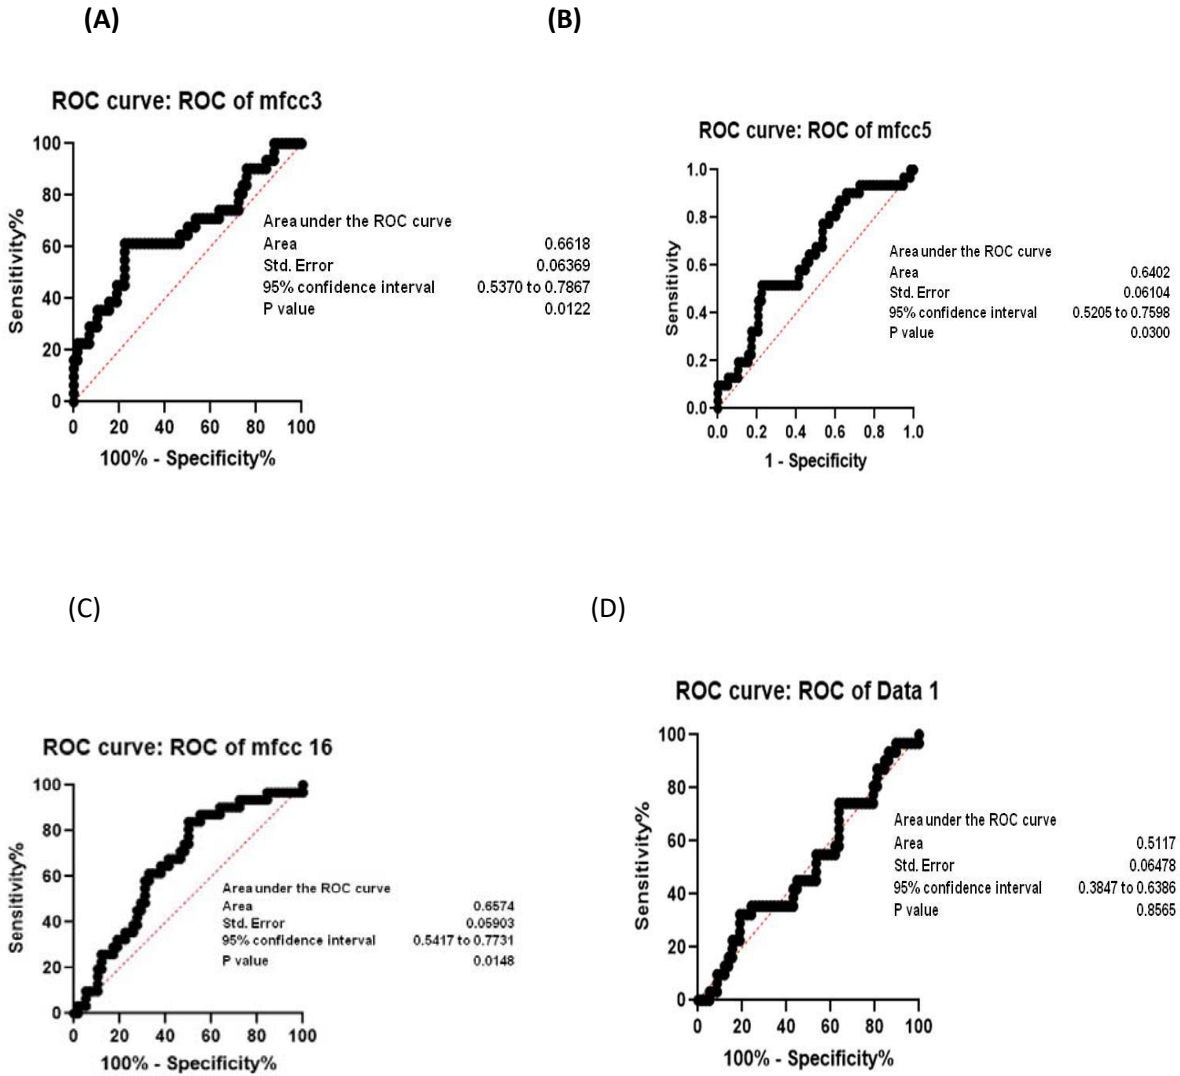 (A)
ROC curve: ROC of mfcc3
100
80
60
40
20
0
Sensitivity%
0 20 40 60 80 100
100% - Specificity%
Area under the ROC curve
Area 0.6618
Std. Error 0.06369
95% confidence interval 0.5370 to 0.7867
P value 0.0122
(B)
ROC curve: ROC of mfcc5
1.0
0.8
0.6
0.4
0.2
0.0
Sensitivity
0.0 0.2 0.4 0.6 0.8 1.0
1 - Specificity
Area under the ROC curve
Area 0.6402
Std. Error 0.06104
95% confidence interval 0.5205 to 0.7598
P value 0.0300
(C)
ROC curve: ROC of mfcc 16
100
80
60
40
20
0
Sensitivity%
0 20 40 60 80 100
100% - Specificity%
Area under the ROC curve
Area 0.6574
Std. Error 0.05903
95% confidence interval 0.5417 to 0.7731
P value 0.0148
(D)
ROC curve: ROC of Data 1
100
80
60
40
20
0
Sensitivity%
0 20 40 60 80 100
100% - Specificity%
Area under the ROC curve
Area 0.5117
Std. Error 0.06478
95% confidence interval 0.3847 to 0.6386
P value 0.8565